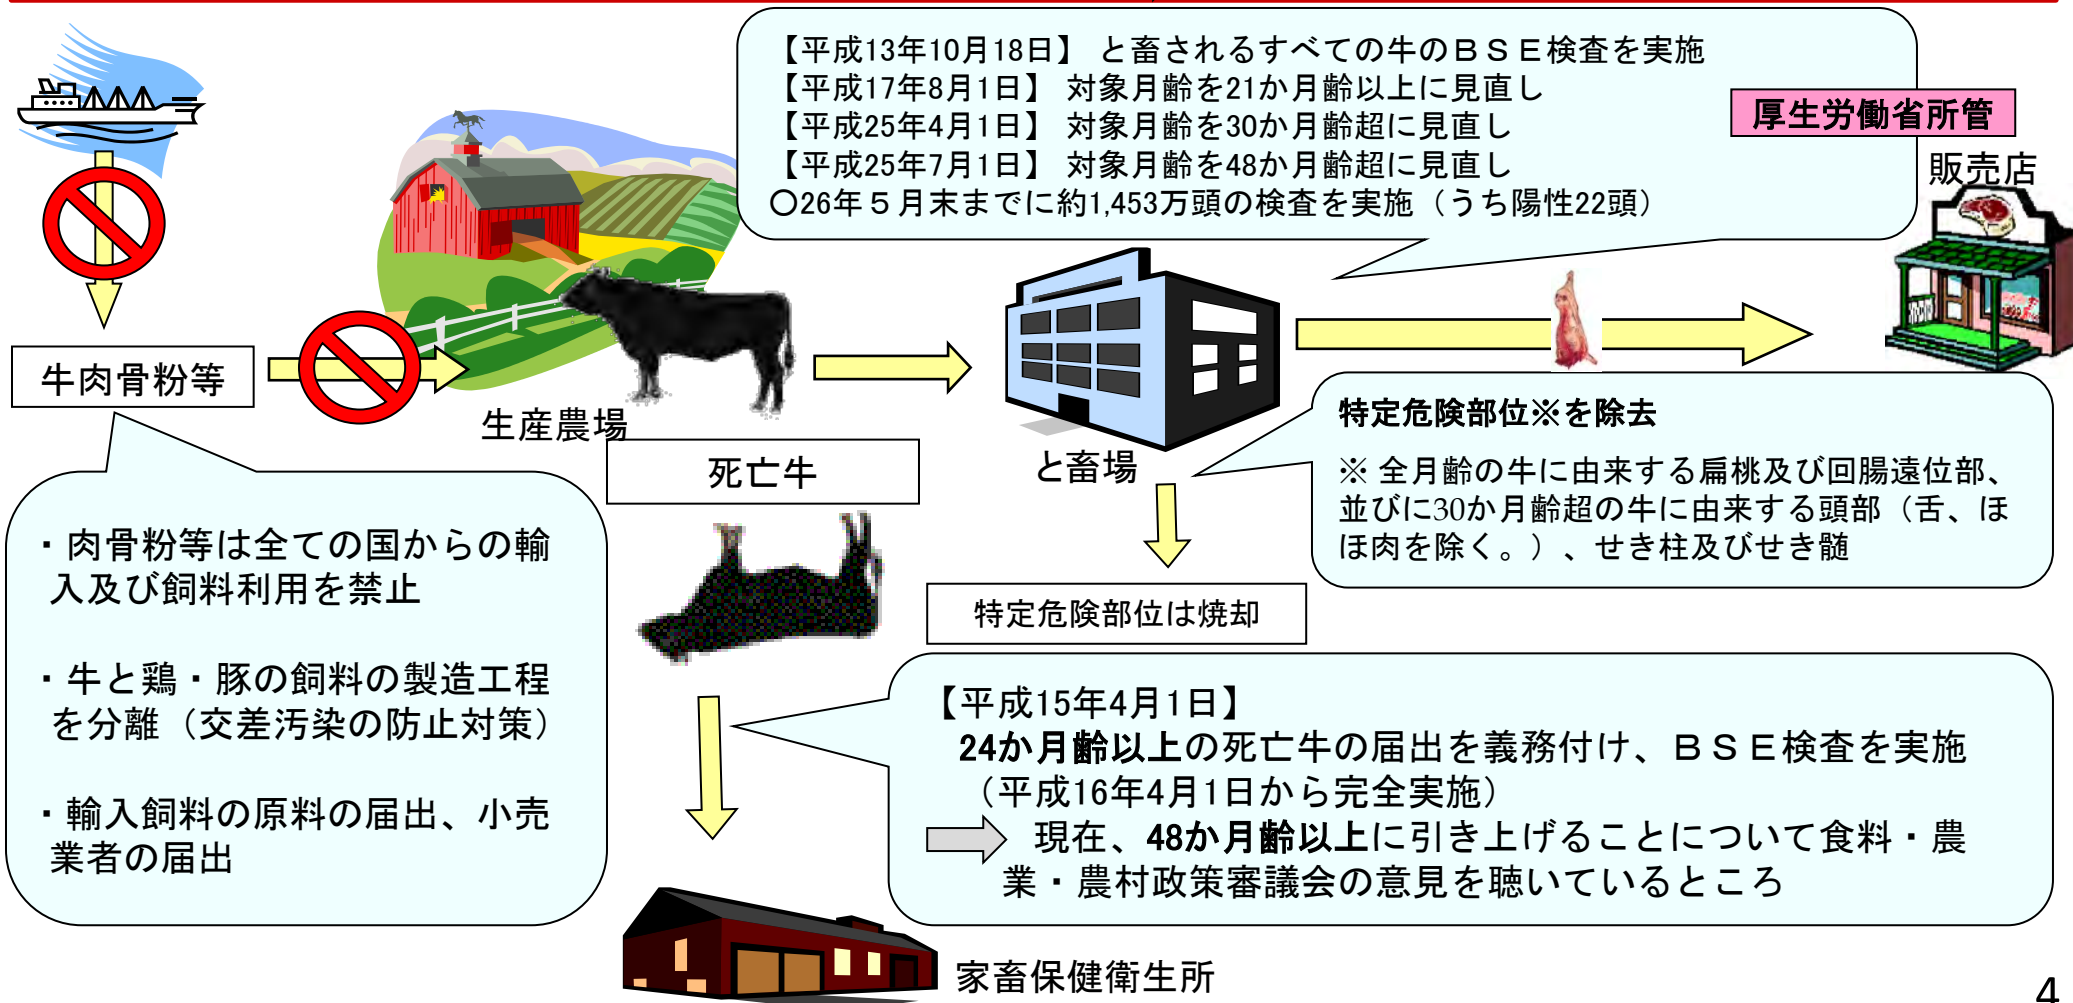 【平成13年10月18日】 と畜されるすべての牛のＢＳＥ検査を実施
【平成17年8月1日】 対象月齢を21か月齢以上に見直し
【平成25年4月1日】 対象月齢を30か月齢超に見直し
【平成25年7月1日】 対象月齢を48か月齢超に見直し
○26年５月末までに約1,453万頭の検査を実施（うち陽性22頭）
厚生労働省所管
販売店
牛肉骨粉等
生産農場
死亡牛
と畜場
特定危険部位※を除去
※ 全月齢の牛に由来する扁桃及び回腸遠位部、
並びに30か月齢超の牛に由来する頭部（舌、ほ
ほ肉を除く。）、せき柱及びせき髄
・肉骨粉等は全ての国からの輸
入及び飼料利用を禁止
・牛と鶏・豚の飼料の製造工程
を分離（交差汚染の防止対策）
・輸入飼料の原料の届出、小売
業者の届出
特定危険部位は焼却
【平成15年4月1日】
24か月齢以上の死亡牛の届出を義務付け、ＢＳＥ検査を実施
（平成16年4月1日から完全実施）
現在、48か月齢以上に引き上げることについて食料・農
業・農村政策審議会の意見を聴いているところ
家畜保健衛生所
4